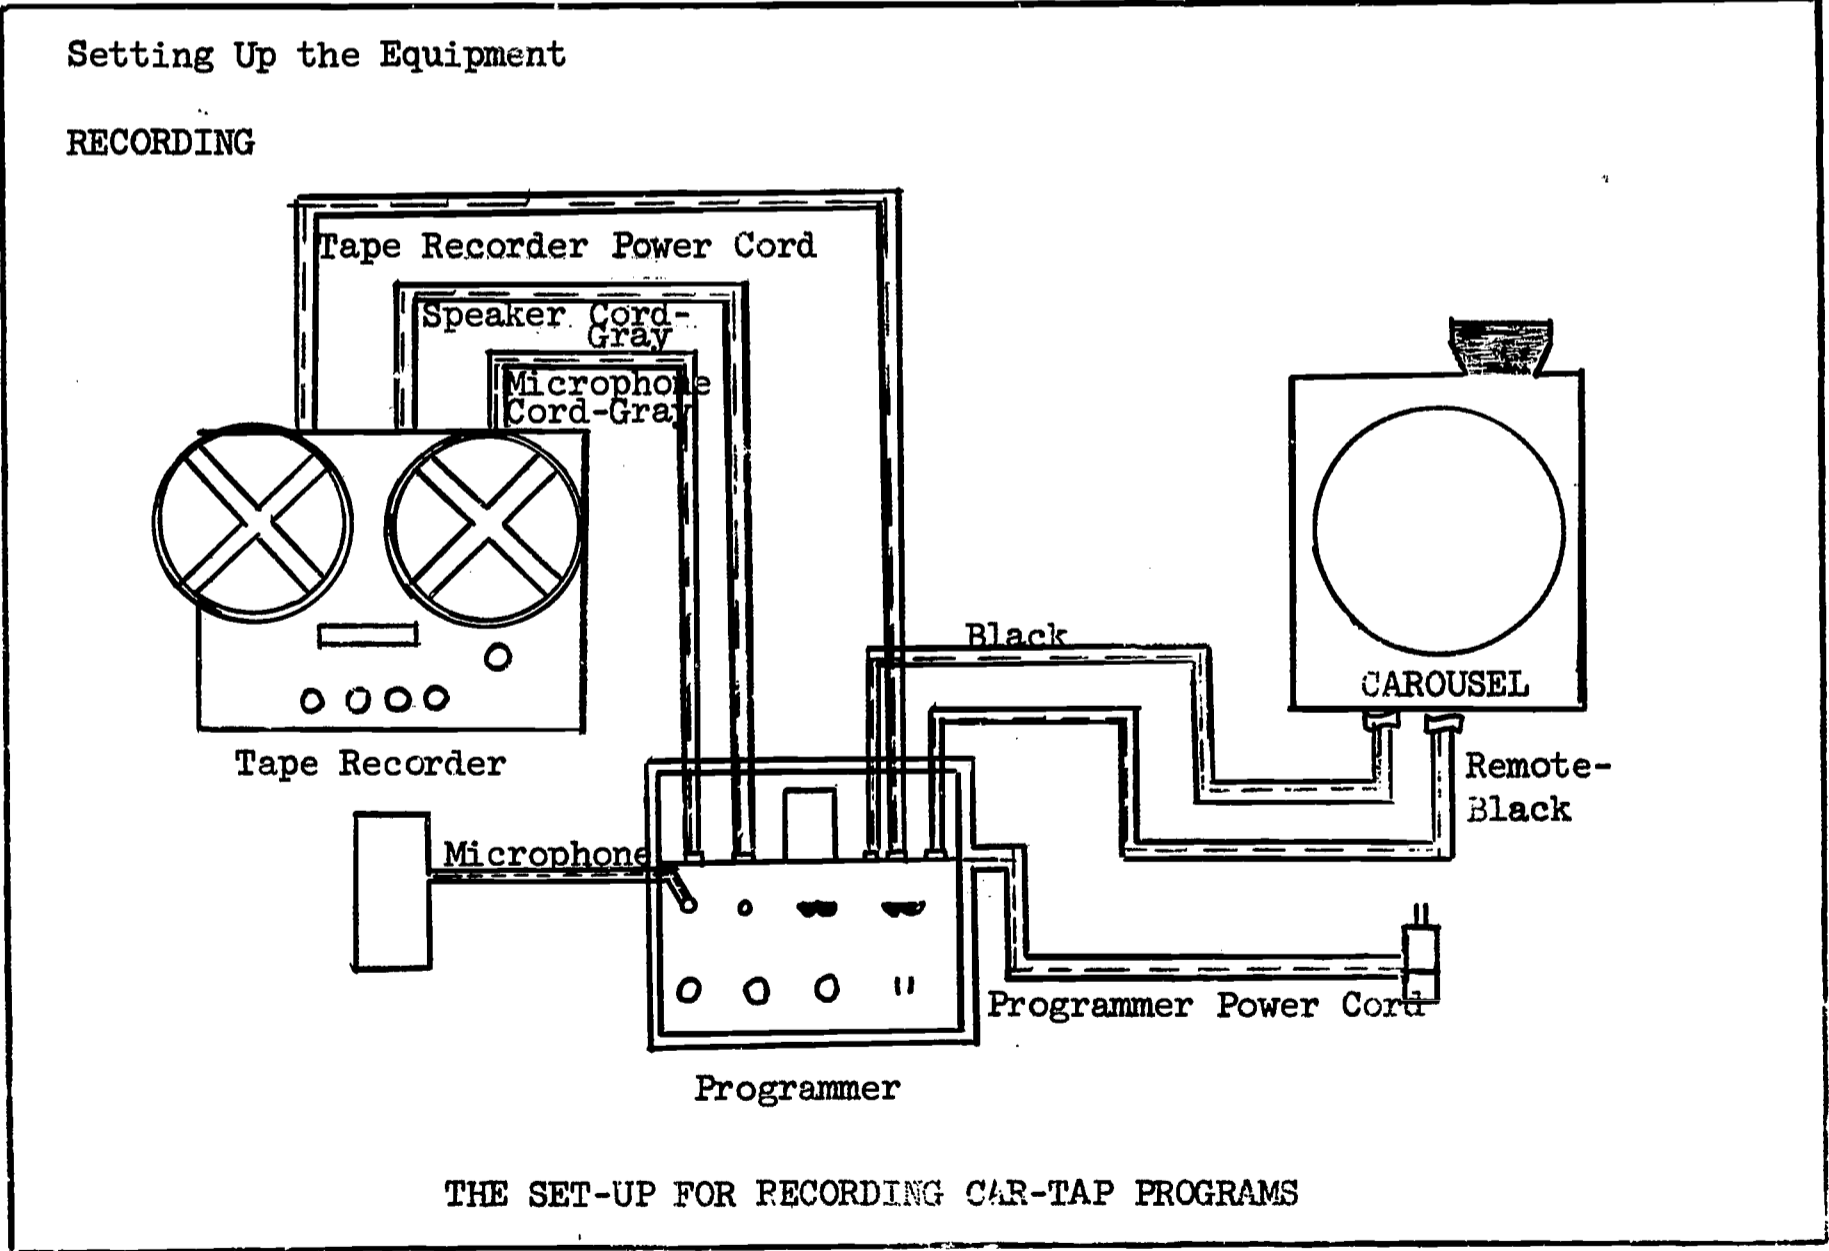 Setting Up the Equipment
RECORDING
Tape Recorder Power Cord
Speaker Cord-
Gray
Microphone
Cord-Gray
Black
CAROUSEL
Remote-
Black
Tape Recorder
Microphone
Programmer Power Cord
Programmer
THE SET-UP FOR RECORDING CAR-TAP PROGRAMS